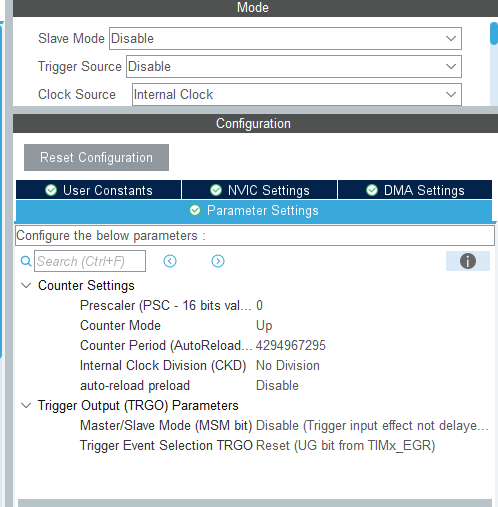 Mode
Slave Mode Disable
Trigger Source Disable
Clock Source Internal Clock
Configuration
Reset Configuration
User Constants NVIC Settings DMA Settings
Parameter Settings
Configure the below parameters :
Search (Ctrl+F)
Counter Settings
Prescaler (PSC - 16 bits val... 0
Counter Mode Up
Counter Period (AutoReload... 4294967295
Internal Clock Division (CKD) No Division
auto-reload preload Disable
Trigger Output (TRGO) Parameters
Master/Slave Mode (MSM bit) Disable (Trigger input effect not delaye...
Trigger Event Selection TRGO Reset (UG bit from TIMx_EGR)